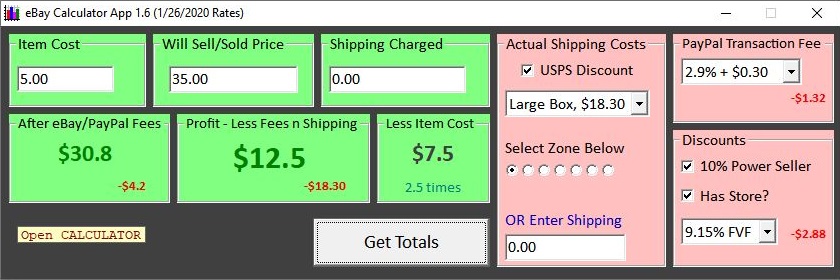 eBay Calculator App 1.6 (1/26/2020 Rates)
Item Cost
5.00
Will Sell/Sold Price
35.00
Shipping Charged
0.00
After eBay/PayPal Fees
$30.8
-$4.2
Profit - Less Fees n Shipping
$12.5
-$18.30
Less Item Cost
$7.5
2.5 times
Open CALCULATOR
Get Totals
Actual Shipping Costs
USPS Discount
Large Box, $18.30
Select Zone Below
OR Enter Shipping
0.00
PayPal Transaction Fee
2.9% + $0.30
-$1.32
Discounts
10% Power Seller
Has Store?
9.15% FVF
-$2.88